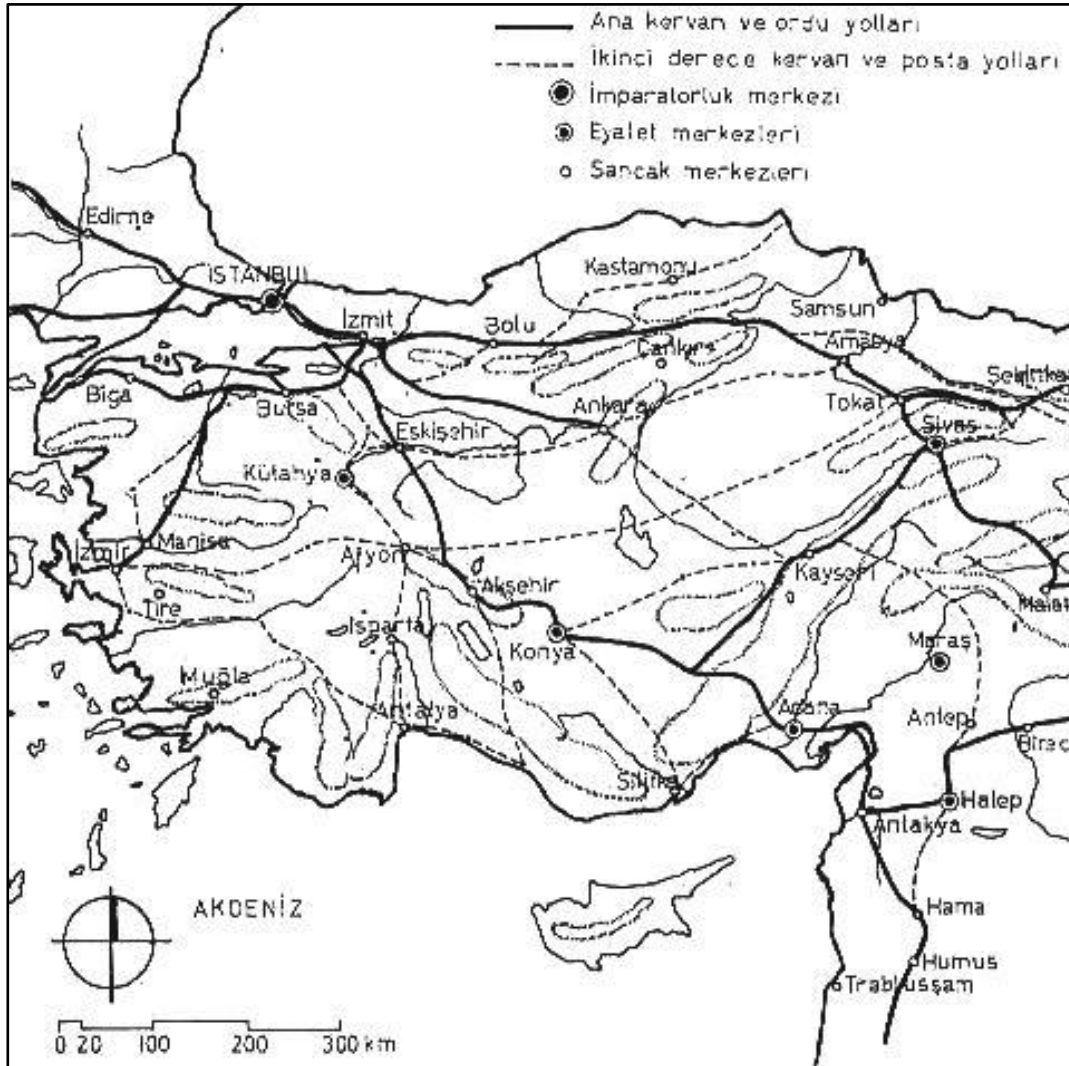 Ana kervan ve ordu yolları
İkinci derece kervan ve posta yolları
İmparatorluk merkezi
Eyalet merkezleri
Sancak merkezleri
Edirne
İSTANBUL
Kastamonu
Samsun
İzmit
Bolu
Çankırı
Amasya
Biga
Bursa
Ankara
Tokat
Eskişehir
Sivas
Kütahya
İzmir
Manisa
Afyon
Kayseri
Akşehir
Tire
Isparta
Konya
Maraş
Muğla
Antalya
Adana
Antep
Birec
Silifke
Halep
Antakya
AKDENİZ
Hama
Humus
Trablusşam
0 20 100 200 300 km